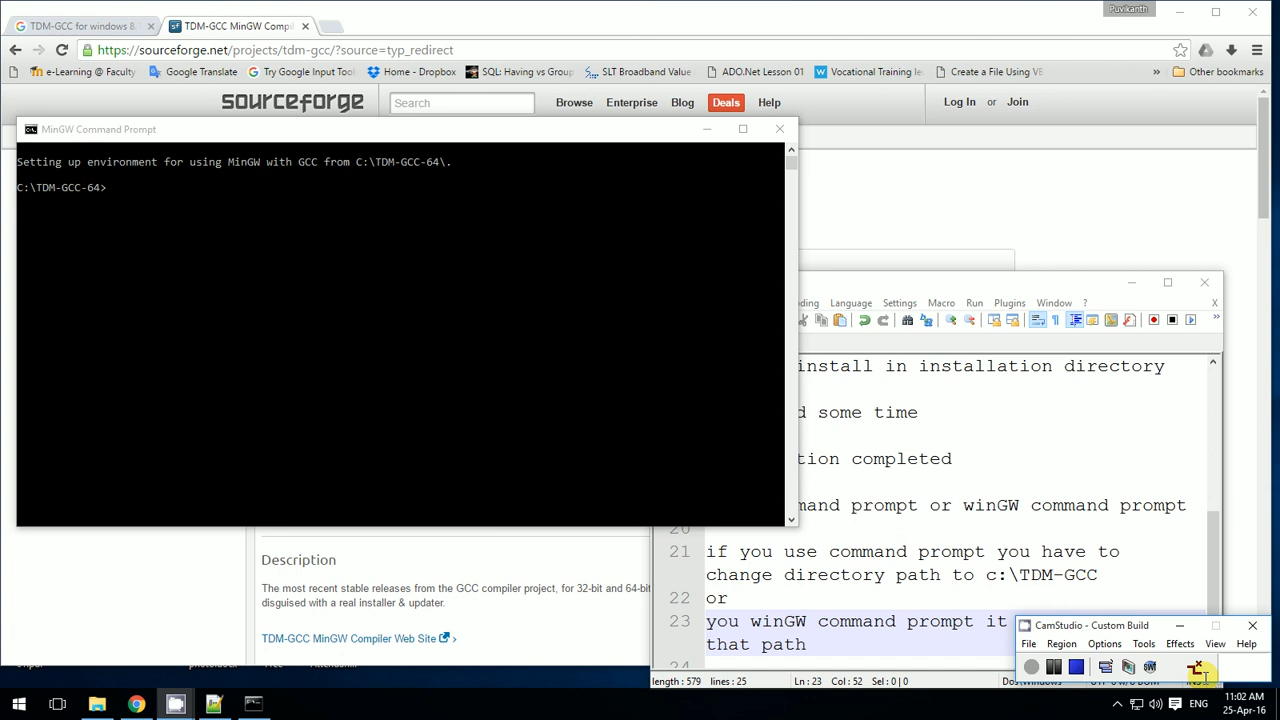 Puvikanth
TDM-GCC for windows 8.
TDM-GCC MinGW Compil
https://sourceforge.net/projects/tdm-gcc/?source=typ_redirect
e-Learning @ Faculty
Google Translate
Try Google Input Tool
Home - Dropbox
SQL: Having vs Group
SLT Broadband Value
ADO.Net Lesson 01
Vocational Training le
Create a File Using VB
»
Other bookmarks
sourceforge
Search
Browse
Enterprise
Blog
Deals
Help
Log In or Join
MinGW Command Prompt
Setting up environment for using MinGW with GCC from C:\TDM-GCC-64\.
C:\TDM-GCC-64>
Language Settings Macro Run Plugins Window ? X
install in installation directory
some time
tion completed
mand prompt or winGW command prompt
20
21 if you use command prompt you have to
change directory path to c:\TDM-GCC
22 or
23 you winGW command prompt it
that path
24
Description
The most recent stable releases from the GCC compiler project, for 32-bit and 64-bit
disguised with a real installer & updater.
TDM-GCC MinGW Compiler Web Site
CamStudio - Custom Build
File Region Options Tools Effects View Help
length : 579 lines : 25 Ln : 23 Col : 52 Sel : 0 | 0
ENG
11:02 AM
25-Apr-16